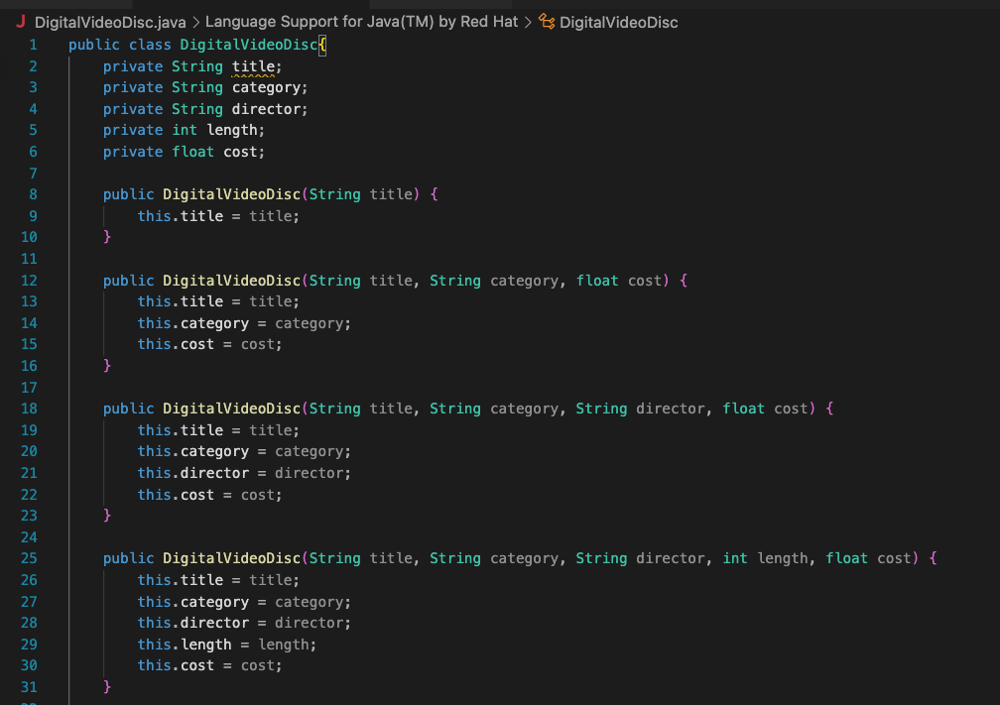 J DigitalVideoDisc.java > Language Support for Java(TM) by Red Hat > DigitalVideoDisc
1 public class DigitalVideoDisc{
2     private String title;
3     private String category;
4     private String director;
5     private int length;
6     private float cost;
7
8     public DigitalVideoDisc(String title) {
9         this.title = title;
10     }
11
12     public DigitalVideoDisc(String title, String category, float cost) {
13         this.title = title;
14         this.category = category;
15         this.cost = cost;
16     }
17
18     public DigitalVideoDisc(String title, String category, String director, float cost) {
19         this.title = title;
20         this.category = category;
21         this.director = director;
22         this.cost = cost;
23     }
24
25     public DigitalVideoDisc(String title, String category, String director, int length, float cost) {
26         this.title = title;
27         this.category = category;
28         this.director = director;
29         this.length = length;
30         this.cost = cost;
31     }